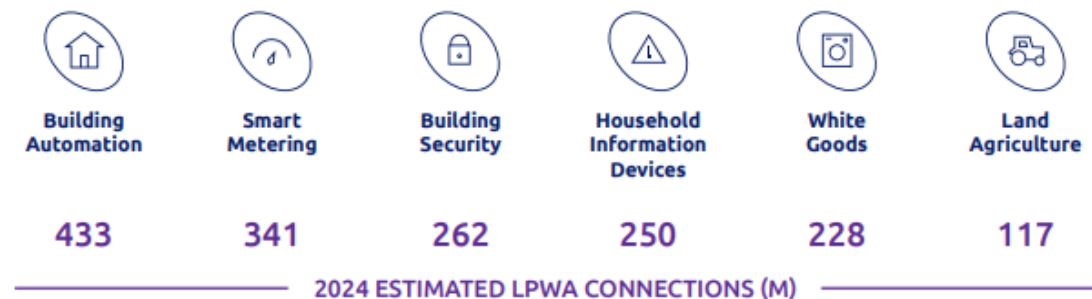 Building
Automation
Smart
Metering
Building
Security
Household
Information
Devices
White
Goods
Land
Agriculture
433
341
262
250
228
117
2024 ESTIMATED LPWA CONNECTIONS (M)